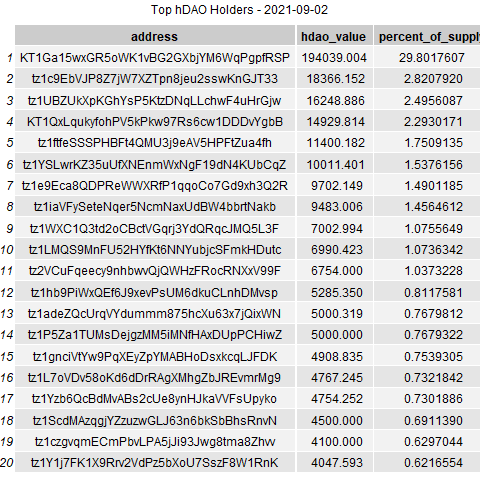 Top hDAO Holders - 2021-09-02
address hdao_value percent_of_supply
1 KT1Ga15wxGR5oWK1vBG2GXbjYM6WqPgpfRSP 194039.004 29.8017607
2 tz1c9EbVJP8Z7jW7XZTpn8jeu2sswKnGJT33 18366.152 2.8207920
3 tz1UBZUkXpKGhYsP5KtzDNqLLchwF4uHrGjw 16248.886 2.4956087
4 KT1QxLqukyfohPV5kPkw97Rs6cw1DDDvYgbB 14929.814 2.2930171
5 tz1ftfeSSSPHBFt4QMU3j9eAV5HPFtZua4fh 11400.182 1.7509135
6 tz1YSLwrKZ35uUfXNEnmWxNgF19dN4KUbCqZ 10011.401 1.5376156
7 tz1e9Eca8QDPReWWXRfP1qqoCo7Gd9xh3Q2R 9702.149 1.4901185
8 tz1iaVFySeteNqer5NcmNaxUdBW4bbrtNakb 9483.006 1.4564612
9 tz1WXC1Q3td2oCBctVGqrj3YdQRqcJMQ5L3F 7002.994 1.0755649
10 tz1LMQS9MnFU52HYfKt6NNYubjcSFmkHDutc 6990.423 1.0736342
11 tz2VCuFqeecy9nhbwvQjQWHzFRocRNXxV99F 6754.000 1.0373228
12 tz1hb9PiWxQEf6J9xevPsUM6dkuCLnhDMvsp 5285.350 0.8117581
13 tz1adeZQcUrqVYdummm875hcXu63x7jQixWN 5000.319 0.7679812
14 tz1P5Za1TUMsDejgzMM5iMNfHAxDUpPCHiwZ 5000.000 0.7679322
15 tz1gnciVtYw9PqXEyZpYMABHoDsxkcqLJFDK 4908.835 0.7539305
16 tz1L7oVDv58oKd6dDrRAgXMhgZbJREvmrMg9 4767.245 0.7321842
17 tz1Yzb6QcBdMvABs2cUe8ynHJkaVVFsUpyko 4754.252 0.7301886
18 tz1ScdMAzqgjYZzuzwGLJ63n6bkSbBhsRnvN 4500.000 0.6911390
19 tz1czgvqmECmPbvLPA5jJi93Jwg8tma8Zhvv 4100.000 0.6297044
20 tz1Y1j7FK1X9Rrv2VdPz5bXoU7SszF8W1RnK 4047.593 0.6216554